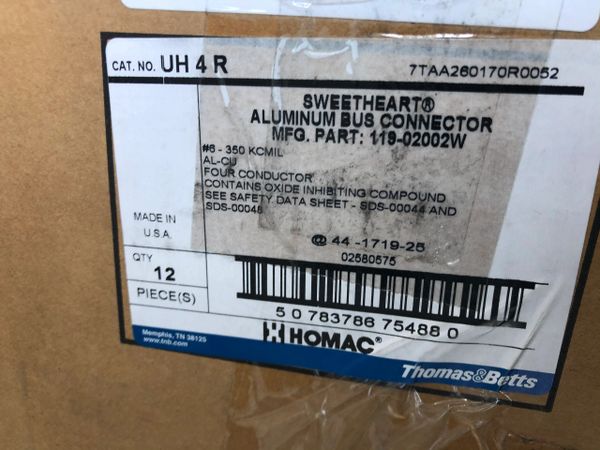 CAT. NO. UH 4 R
7TAA260170R0052
SWEETHEART®
ALUMINUM BUS CONNECTOR
MFG. PART: 119-02002W
#6 - 350 KCMIL
AL-CU
FOUR CONDUCTOR
CONTAINS OXIDE INHIBITING COMPOUND
SEE SAFETY DATA SHEET - SDS-00044 AND
SDS-00048
MADE IN
U.S.A.
@ 44 -1719-25
02580575
QTY
12
PIECE(S)
5 0 783786 75488 0
HOMAC®
Memphis, TN 38125
www.tnb.com
Thomas&Betts